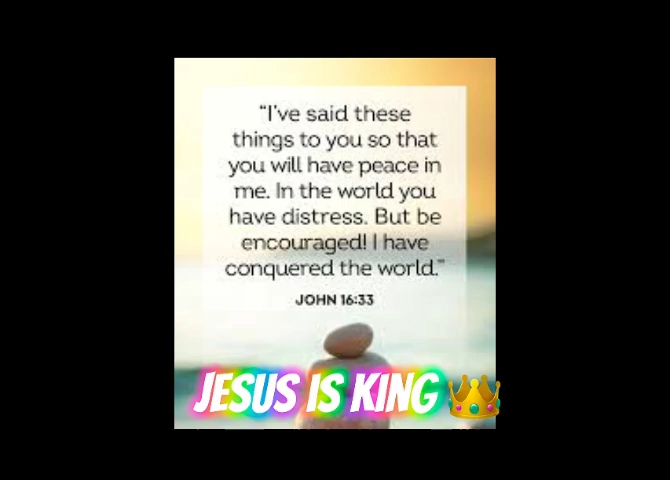 “I’ve said these
things to you so that
you will have peace in
me. In the world you
have distress. But be
encouraged! I have
conquered the world.”
JOHN 16:33
JESUS IS KING 👑